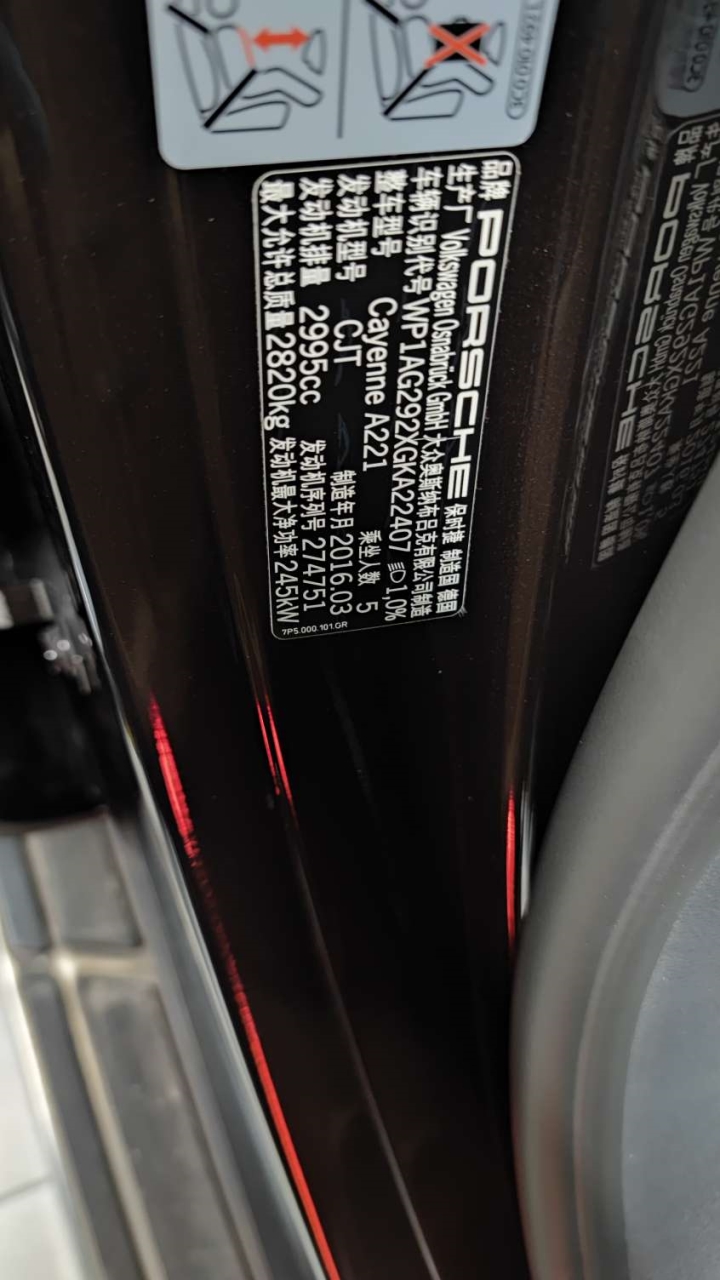 3C0 010 492
品牌 PORSCHE 保时捷 制造国 德国
生产厂 Volkswagen Osnabrück GmbH 大众奥斯纳布吕克有限公司制造
车辆识别代号 WP1AG292XGKA22407 1,0%
整车型号 Cayenne A221 乘坐人数 5
发动机型号 CJT 制造年月 2016.03
发动机排量 2995cc 发动机序列号 274751
最大允许总质量 2820kg 发动机最大净功率 245kW
7P5.000.101.GR